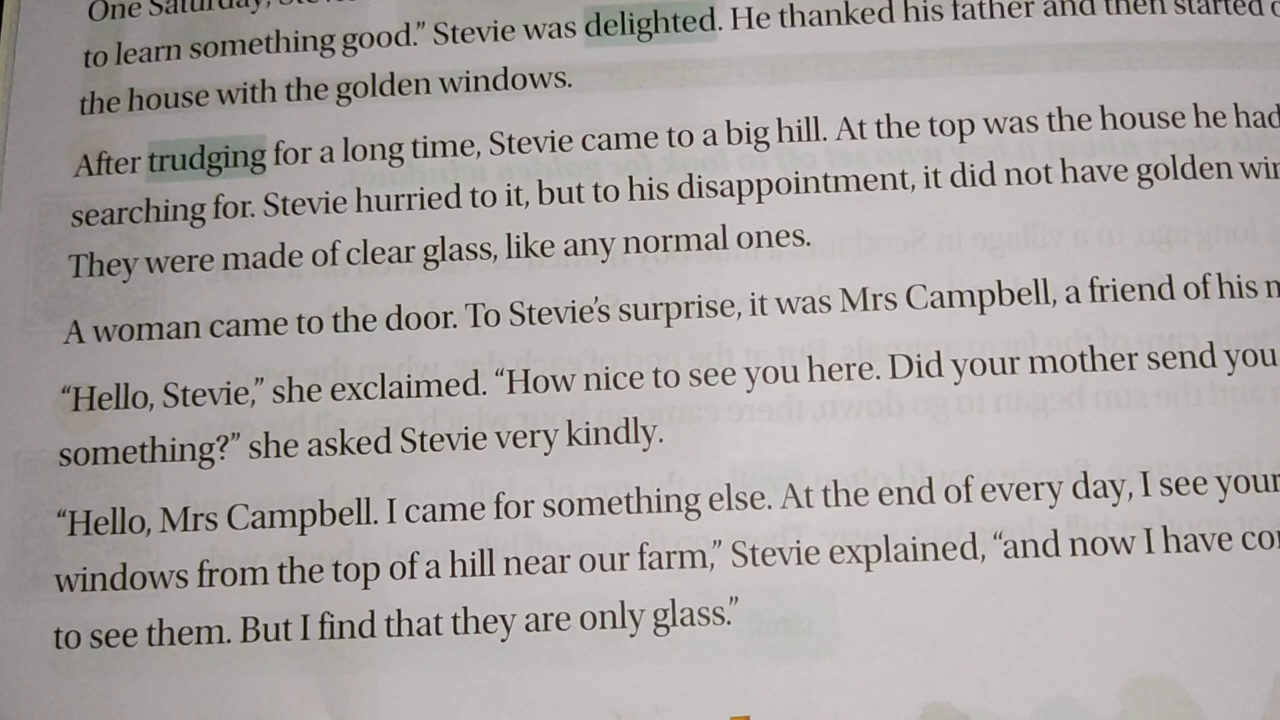 One Saturday,
to learn something good.” Stevie was delighted. He thanked his father and then started
the house with the golden windows.
After trudging for a long time, Stevie came to a big hill. At the top was the house he had
searching for. Stevie hurried to it, but to his disappointment, it did not have golden
They were made of clear glass, like any normal ones.
A woman came to the door. To Stevie’s surprise, it was Mrs Campbell, a friend of his
“Hello, Stevie,” she exclaimed. “How nice to see you here. Did your mother send you
something?” she asked Stevie very kindly.
“Hello, Mrs Campbell. I came for something else. At the end of every day, I see your
windows from the top of a hill near our farm,” Stevie explained, “and now I have
to see them. But I find that they are only glass.”